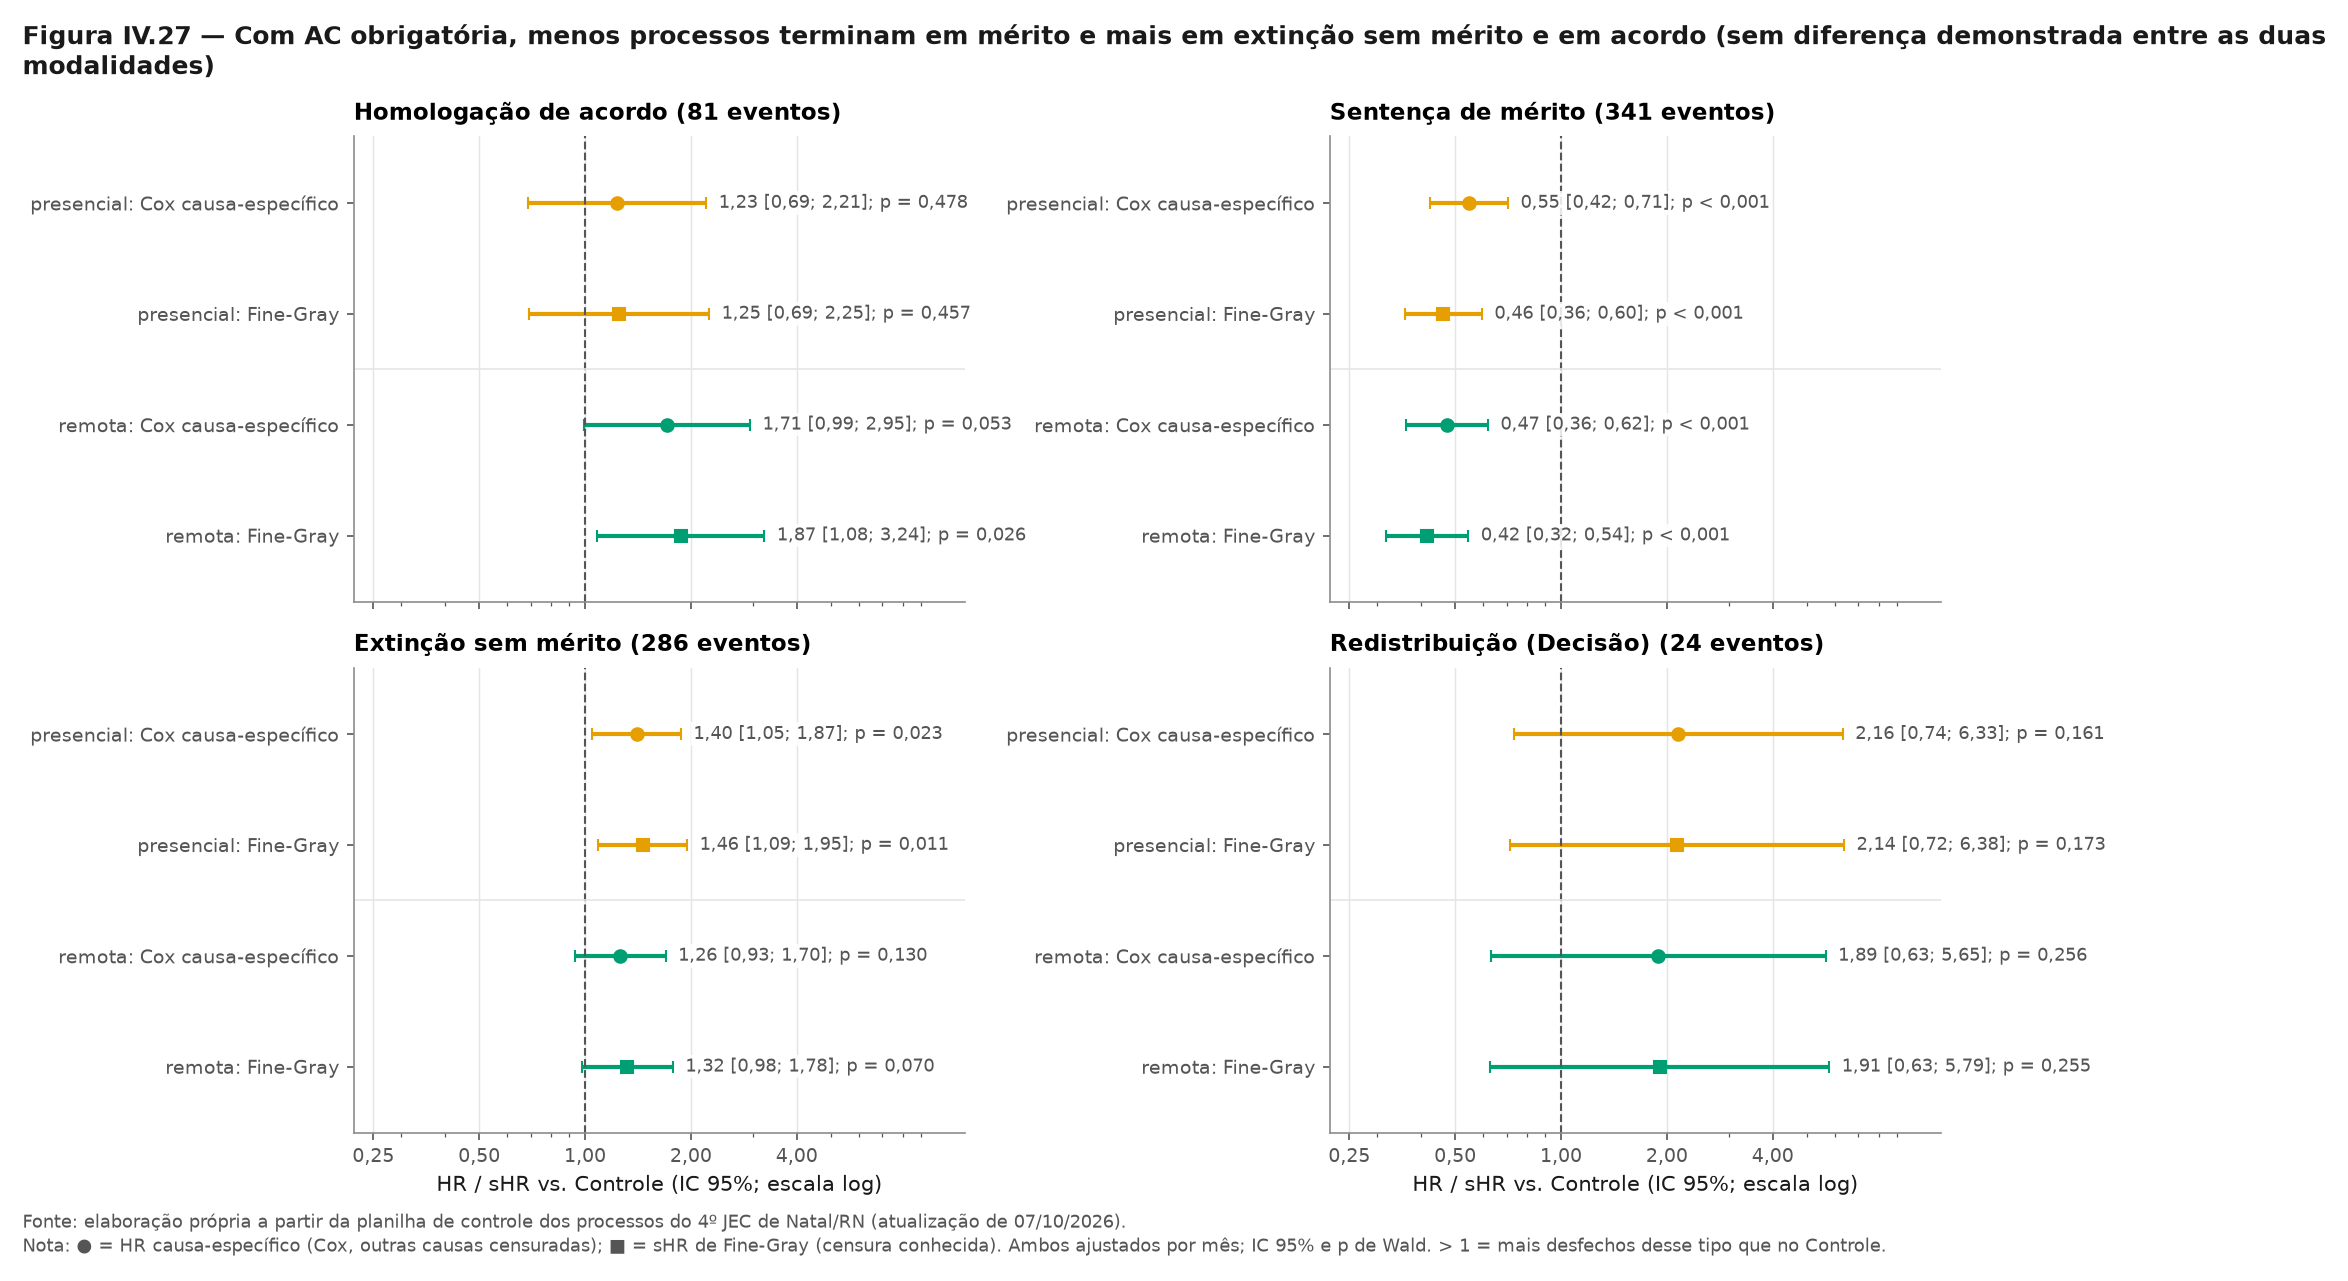 Figura IV.27 — Com AC obrigatória, menos processos terminam em mérito e mais em extinção sem mérito e em acordo (sem diferença demonstrada entre as duas
modalidades)
Homologação de acordo (81 eventos)
presencial: Cox causa-específico
1,23 [0,69; 2,21]; p = 0,478
presencial: Fine-Gray
1,25 [0,69; 2,25]; p = 0,457
remota: Cox causa-específico
1,71 [0,99; 2,95]; p = 0,053
remota: Fine-Gray
1,87 [1,08; 3,24]; p = 0,026
Sentença de mérito (341 eventos)
presencial: Cox causa-específico
0,55 [0,42; 0,71]; p < 0,001
presencial: Fine-Gray
0,46 [0,36; 0,60]; p < 0,001
remota: Cox causa-específico
0,47 [0,36; 0,62]; p < 0,001
remota: Fine-Gray
0,42 [0,32; 0,54]; p < 0,001
Extinção sem mérito (286 eventos)
presencial: Cox causa-específico
1,40 [1,05; 1,87]; p = 0,023
presencial: Fine-Gray
1,46 [1,09; 1,95]; p = 0,011
remota: Cox causa-específico
1,26 [0,93; 1,70]; p = 0,130
remota: Fine-Gray
1,32 [0,98; 1,78]; p = 0,070
0,25 0,50 1,00 2,00 4,00
HR / sHR vs. Controle (IC 95%; escala log)
Redistribuição (Decisão) (24 eventos)
presencial: Cox causa-específico
2,16 [0,74; 6,33]; p = 0,161
presencial: Fine-Gray
2,14 [0,72; 6,38]; p = 0,173
remota: Cox causa-específico
1,89 [0,63; 5,65]; p = 0,256
remota: Fine-Gray
1,91 [0,63; 5,79]; p = 0,255
0,25 0,50 1,00 2,00 4,00
HR / sHR vs. Controle (IC 95%; escala log)
Fonte: elaboração própria a partir da planilha de controle dos processos do 4º JEC de Natal/RN (atualização de 07/10/2026).
Nota: ● = HR causa-específico (Cox, outras causas censuradas); ■ = sHR de Fine-Gray (censura conhecida). Ambos ajustados por mês; IC 95% e p de Wald. > 1 = mais desfechos desse tipo que no Controle.